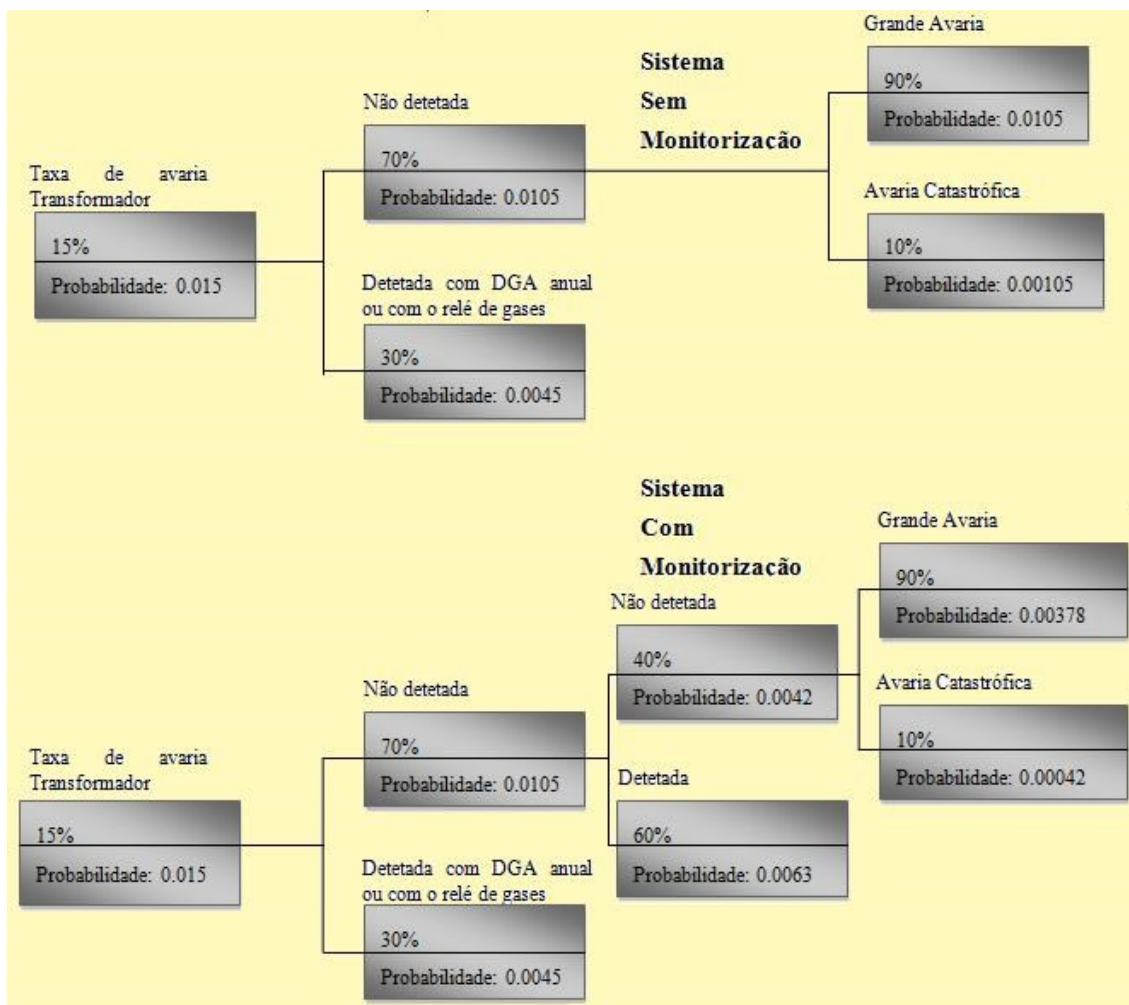 Sistema
Sem
Monitorização
Grande Avaria
90%
Probabilidade: 0.0105
Não detetada
70%
Probabilidade: 0.0105
Taxa de avaria
Transformador
15%
Probabilidade: 0.015
Avaria Catastrófica
10%
Probabilidade: 0.00105
Detetada com DGA anual
ou com o relé de gases
30%
Probabilidade: 0.0045
Sistema
Com
Monitorização
Grande Avaria
90%
Probabilidade: 0.00378
Não detetada
40%
Probabilidade: 0.0042
Não detetada
70%
Probabilidade: 0.0105
Avaria Catastrófica
10%
Probabilidade: 0.00042
Taxa de avaria
Transformador
15%
Probabilidade: 0.015
Detetada
60%
Probabilidade: 0.0063
Detetada com DGA anual
ou com o relé de gases
30%
Probabilidade: 0.0045